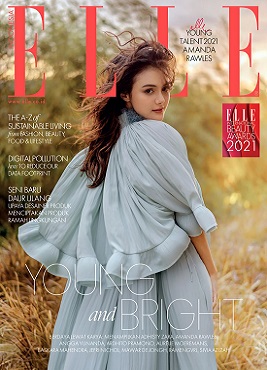 ELLE
elle
YOUNG
TALENT 2021
AMANDA
RAWLES
THE A-Z of
SUSTAINABLE LIVING
from FASHION, BEAUTY,
FOOD & LIFESTYLE
DIGITAL POLLUTION
AND TO REDUCE OUR
DATA FOOTPRINT
ELLE
INTERNATIONAL
BEAUTY
AWARDS
2021
SENI BARU
DAUR ULANG
UPAYA DESAINER PRODUK
MENCIPTAKAN PRODUK
RAMAH LINGKUNGAN
YOUNG
and BRIGHT